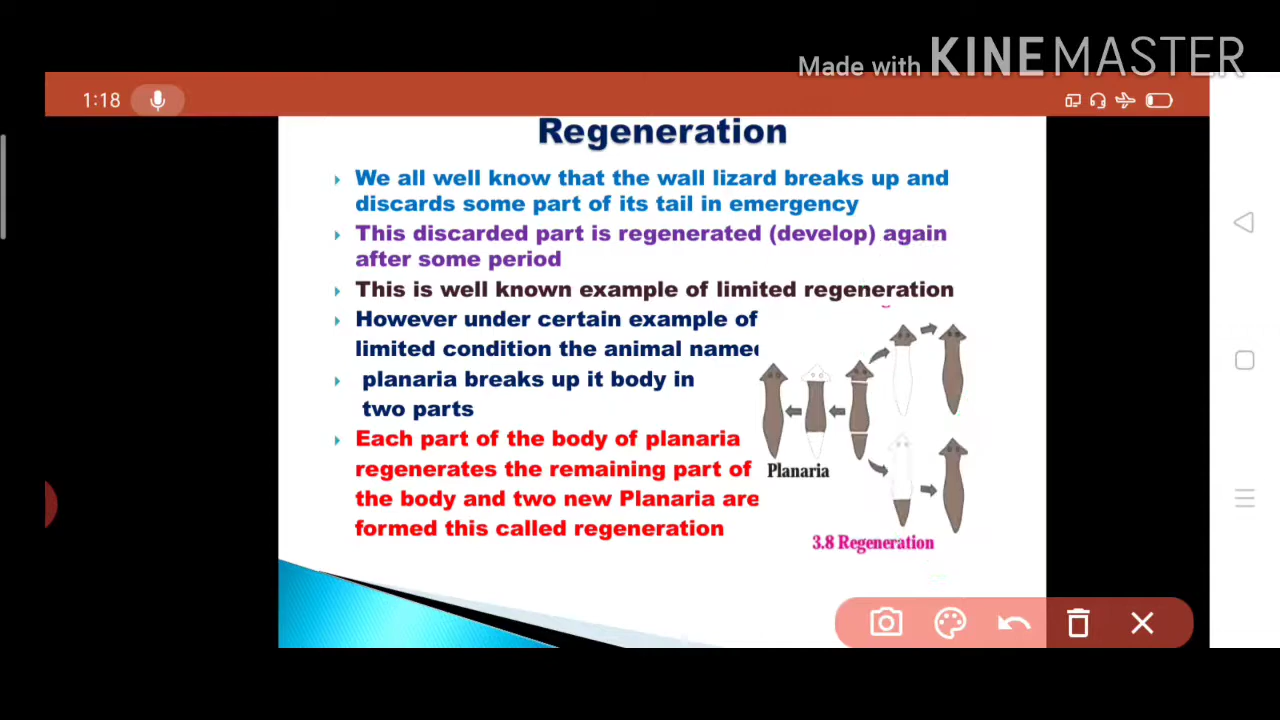 Made with KINEMASTER
1:18
Regeneration
We all well know that the wall lizard breaks up and
discards some part of its tail in emergency
This discarded part is regenerated (develop) again
after some period
This is well known example of limited regeneration
However under certain example of
limited condition the animal named
planaria breaks up it body in
two parts
Each part of the body of planaria
regenerates the remaining part of
the body and two new Planaria are
formed this called regeneration
Planaria
3.8 Regeneration